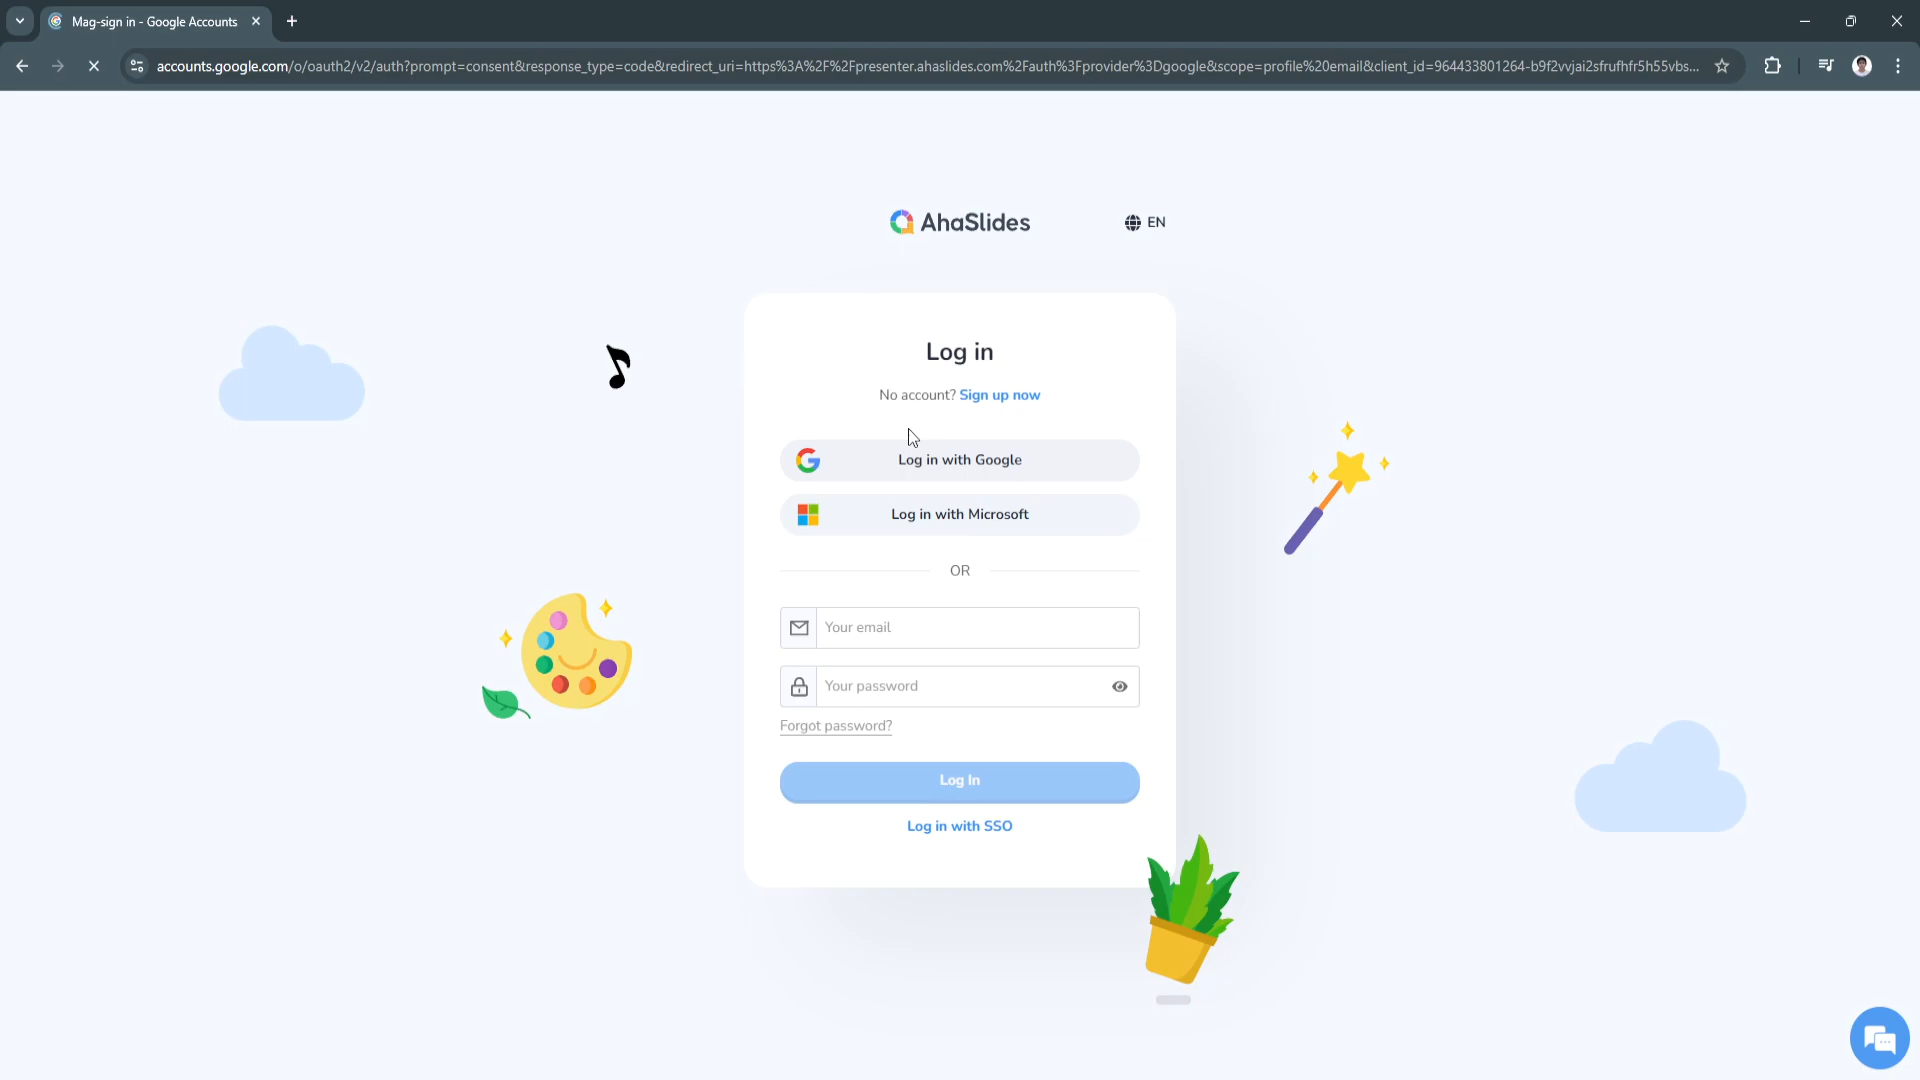 Mag-sign in - Google Accounts
accounts.google.com/o/oauth2/v2/auth?prompt=consent&response_type=code&redirect_uri=https%3A%2F%2Fpresenter.ahaslides.com%2Fauth%3Fprovider%3Dgoogle&scope=profile%20email&client_id=964433801264-b9f2vvjai2sfrufhfr5h55vbs...
AhaSlides
EN
Log in
No account? Sign up now
Log in with Google
Log in with Microsoft
OR
Your email
Your password
Forgot password?
Log In
Log in with SSO